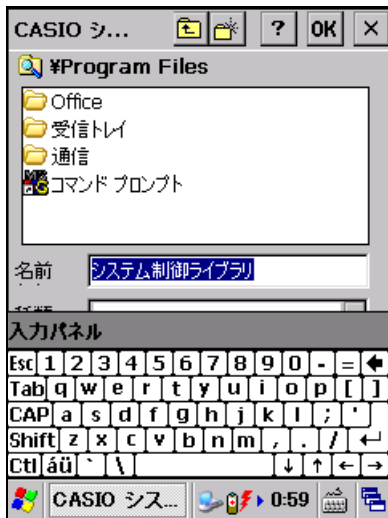 CASIO シ... ? OK ×
¥Program Files
Office
受信トレイ
通信
コマンド プロンプト
名前 システム制御ライブラリ
入力パネル
Esc 1 2 3 4 5 6 7 8 9 0 - =
Tab q w e r t y u i o p [ ]
CAP a s d f g h j k l ; '
Shift z x c v b n m , . /
Ctl áü ` \
CASIO シス... 0:59